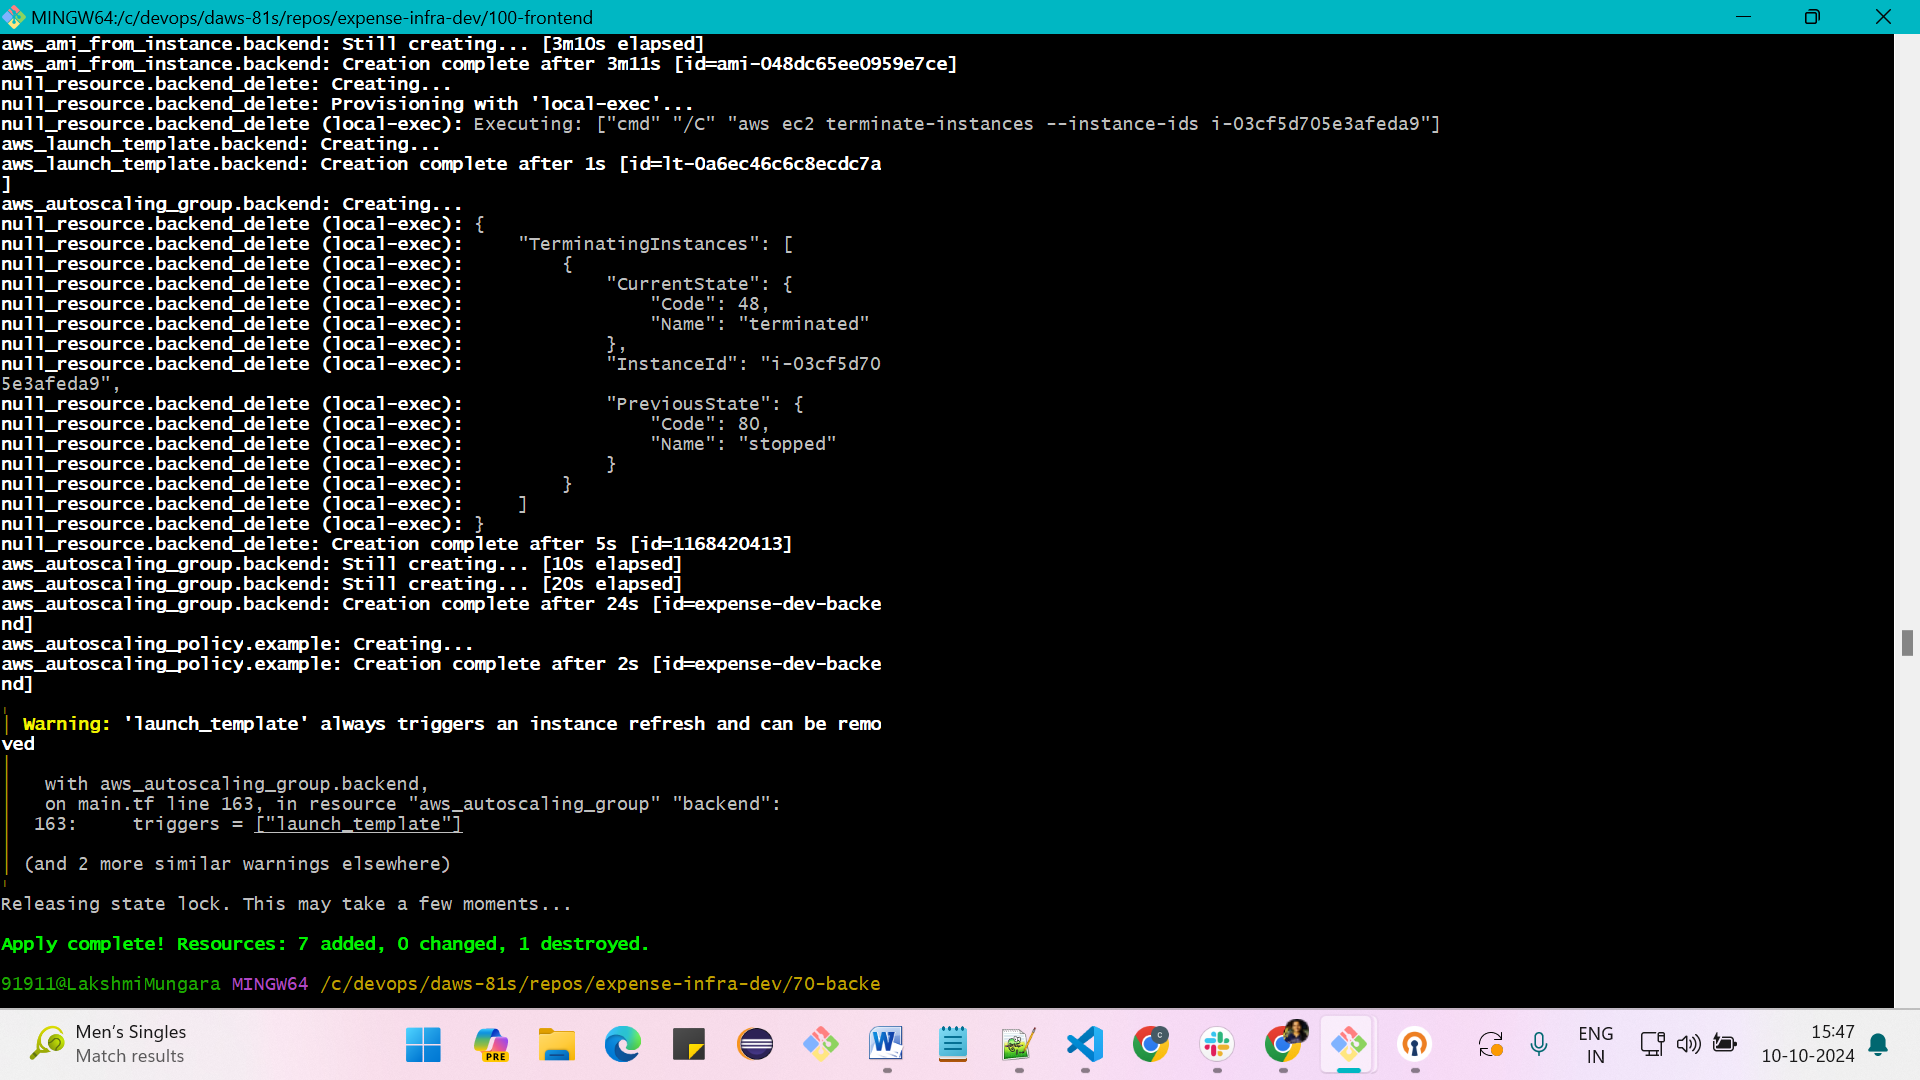 MINGW64:/c/devops/daws-81s/repos/expense-infra-dev/100-frontend
aws_ami_from_instance.backend: Still creating... [3m10s elapsed]
aws_ami_from_instance.backend: Creation complete after 3m11s [id=ami-048dc65ee0959e7ce]
null_resource.backend_delete: Creating...
null_resource.backend_delete: Provisioning with 'local-exec'...
null_resource.backend_delete (local-exec): Executing: ["cmd" "/C" "aws ec2 terminate-instances --instance-ids i-03cf5d705e3afeda9"]
aws_launch_template.backend: Creating...
aws_launch_template.backend: Creation complete after 1s [id=lt-0a6ec46c6c8ecdc7a
]
aws_autoscaling_group.backend: Creating...
null_resource.backend_delete (local-exec): {
null_resource.backend_delete (local-exec):     "TerminatingInstances": [
null_resource.backend_delete (local-exec):         {
null_resource.backend_delete (local-exec):             "CurrentState": {
null_resource.backend_delete (local-exec):                 "Code": 48,
null_resource.backend_delete (local-exec):                 "Name": "terminated"
null_resource.backend_delete (local-exec):             },
null_resource.backend_delete (local-exec):             "InstanceId": "i-03cf5d70
5e3afeda9",
null_resource.backend_delete (local-exec):             "PreviousState": {
null_resource.backend_delete (local-exec):                 "Code": 80,
null_resource.backend_delete (local-exec):                 "Name": "stopped"
null_resource.backend_delete (local-exec):             }
null_resource.backend_delete (local-exec):         }
null_resource.backend_delete (local-exec):     ]
null_resource.backend_delete (local-exec): }
null_resource.backend_delete: Creation complete after 5s [id=1168420413]
aws_autoscaling_group.backend: Still creating... [10s elapsed]
aws_autoscaling_group.backend: Still creating... [20s elapsed]
aws_autoscaling_group.backend: Creation complete after 24s [id=expense-dev-backe
nd]
aws_autoscaling_policy.example: Creating...
aws_autoscaling_policy.example: Creation complete after 2s [id=expense-dev-backe
nd]
Warning: 'launch_template' always triggers an instance refresh and can be remo
ved
with aws_autoscaling_group.backend,
on main.tf line 163, in resource "aws_autoscaling_group" "backend":
163:     triggers = ["launch_template"]
(and 2 more similar warnings elsewhere)
Releasing state lock. This may take a few moments...
Apply complete! Resources: 7 added, 0 changed, 1 destroyed.
91911@LakshmiMungara MINGW64 /c/devops/daws-81s/repos/expense-infra-dev/70-backe
Men's Singles
Match results
PRE
W
C
ENG
IN
15:47
10-10-2024